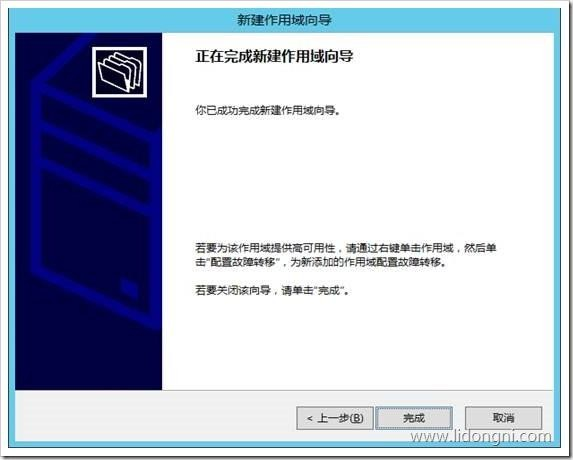 新建作用域向导
正在完成新建作用域向导
你已成功完成新建作用域向导。
若要为该作用域提供高可用性，请通过右键单击作用域，然后单
击"配置故障转移"，为新添加的作用域配置故障转移。
若要关闭该向导，请单击"完成"。
< 上一步(B)
完成
取消
www.lidongni.com